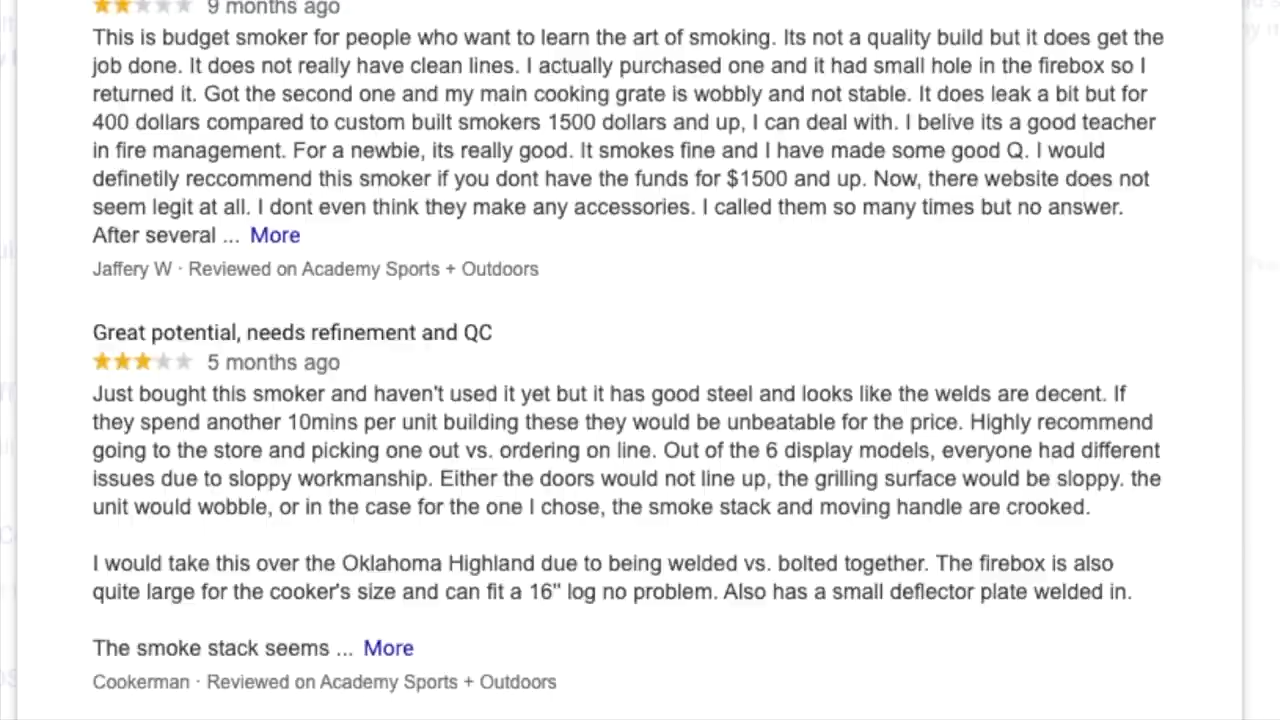 9 months ago
This is budget smoker for people who want to learn the art of smoking. Its not a quality build but it does get the
job done. It does not really have clean lines. I actually purchased one and it had small hole in the firebox so I
returned it. Got the second one and my main cooking grate is wobbly and not stable. It does leak a bit but for
400 dollars compared to custom built smokers 1500 dollars and up, I can deal with. I belive its a good teacher
in fire management. For a newbie, its really good. It smokes fine and I have made some good Q. I would
definetily reccommend this smoker if you dont have the funds for $1500 and up. Now, there website does not
seem legit at all. I dont even think they make any accessories. I called them so many times but no answer.
After several ... More
Jaffery W · Reviewed on Academy Sports + Outdoors
Great potential, needs refinement and QC
5 months ago
Just bought this smoker and haven't used it yet but it has good steel and looks like the welds are decent. If
they spend another 10mins per unit building these they would be unbeatable for the price. Highly recommend
going to the store and picking one out vs. ordering on line. Out of the 6 display models, everyone had different
issues due to sloppy workmanship. Either the doors would not line up, the grilling surface would be sloppy. the
unit would wobble, or in the case for the one I chose, the smoke stack and moving handle are crooked.
I would take this over the Oklahoma Highland due to being welded vs. bolted together. The firebox is also
quite large for the cooker's size and can fit a 16" log no problem. Also has a small deflector plate welded in.
The smoke stack seems ... More
Cookerman · Reviewed on Academy Sports + Outdoors